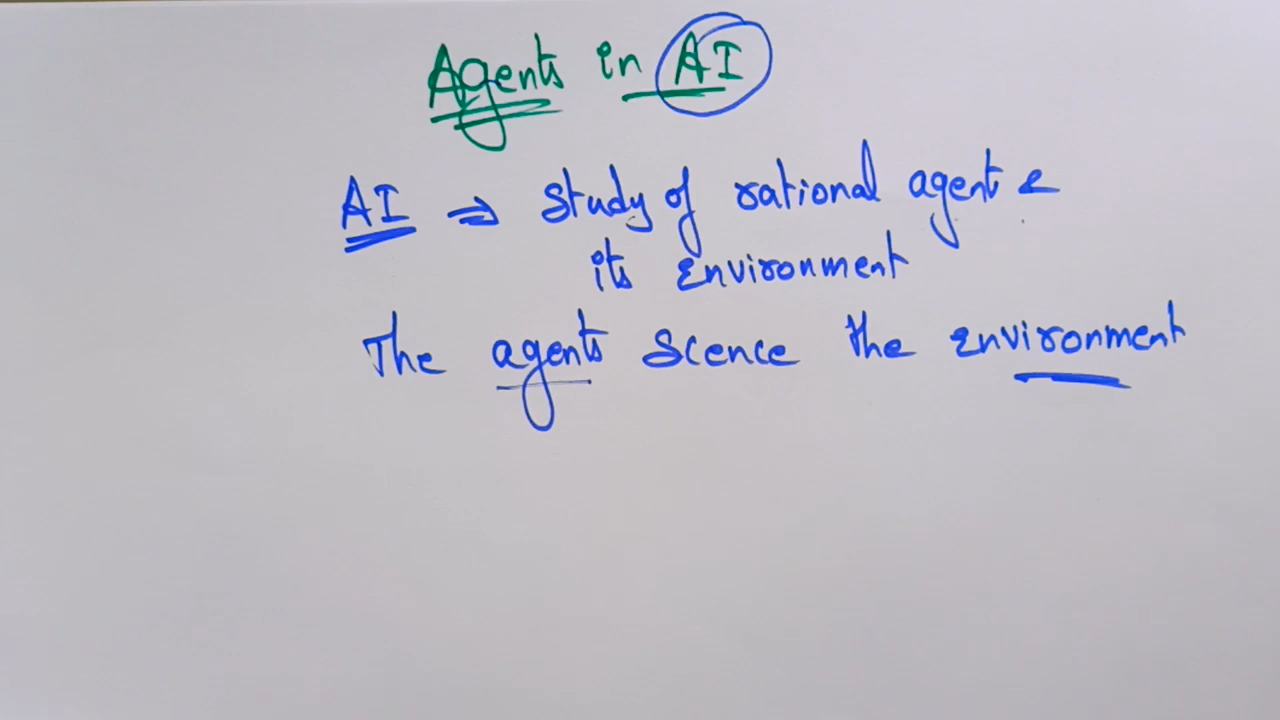 Agents in AI
AI ⇒ study of rational agent &
its environment
The agents scence the environment